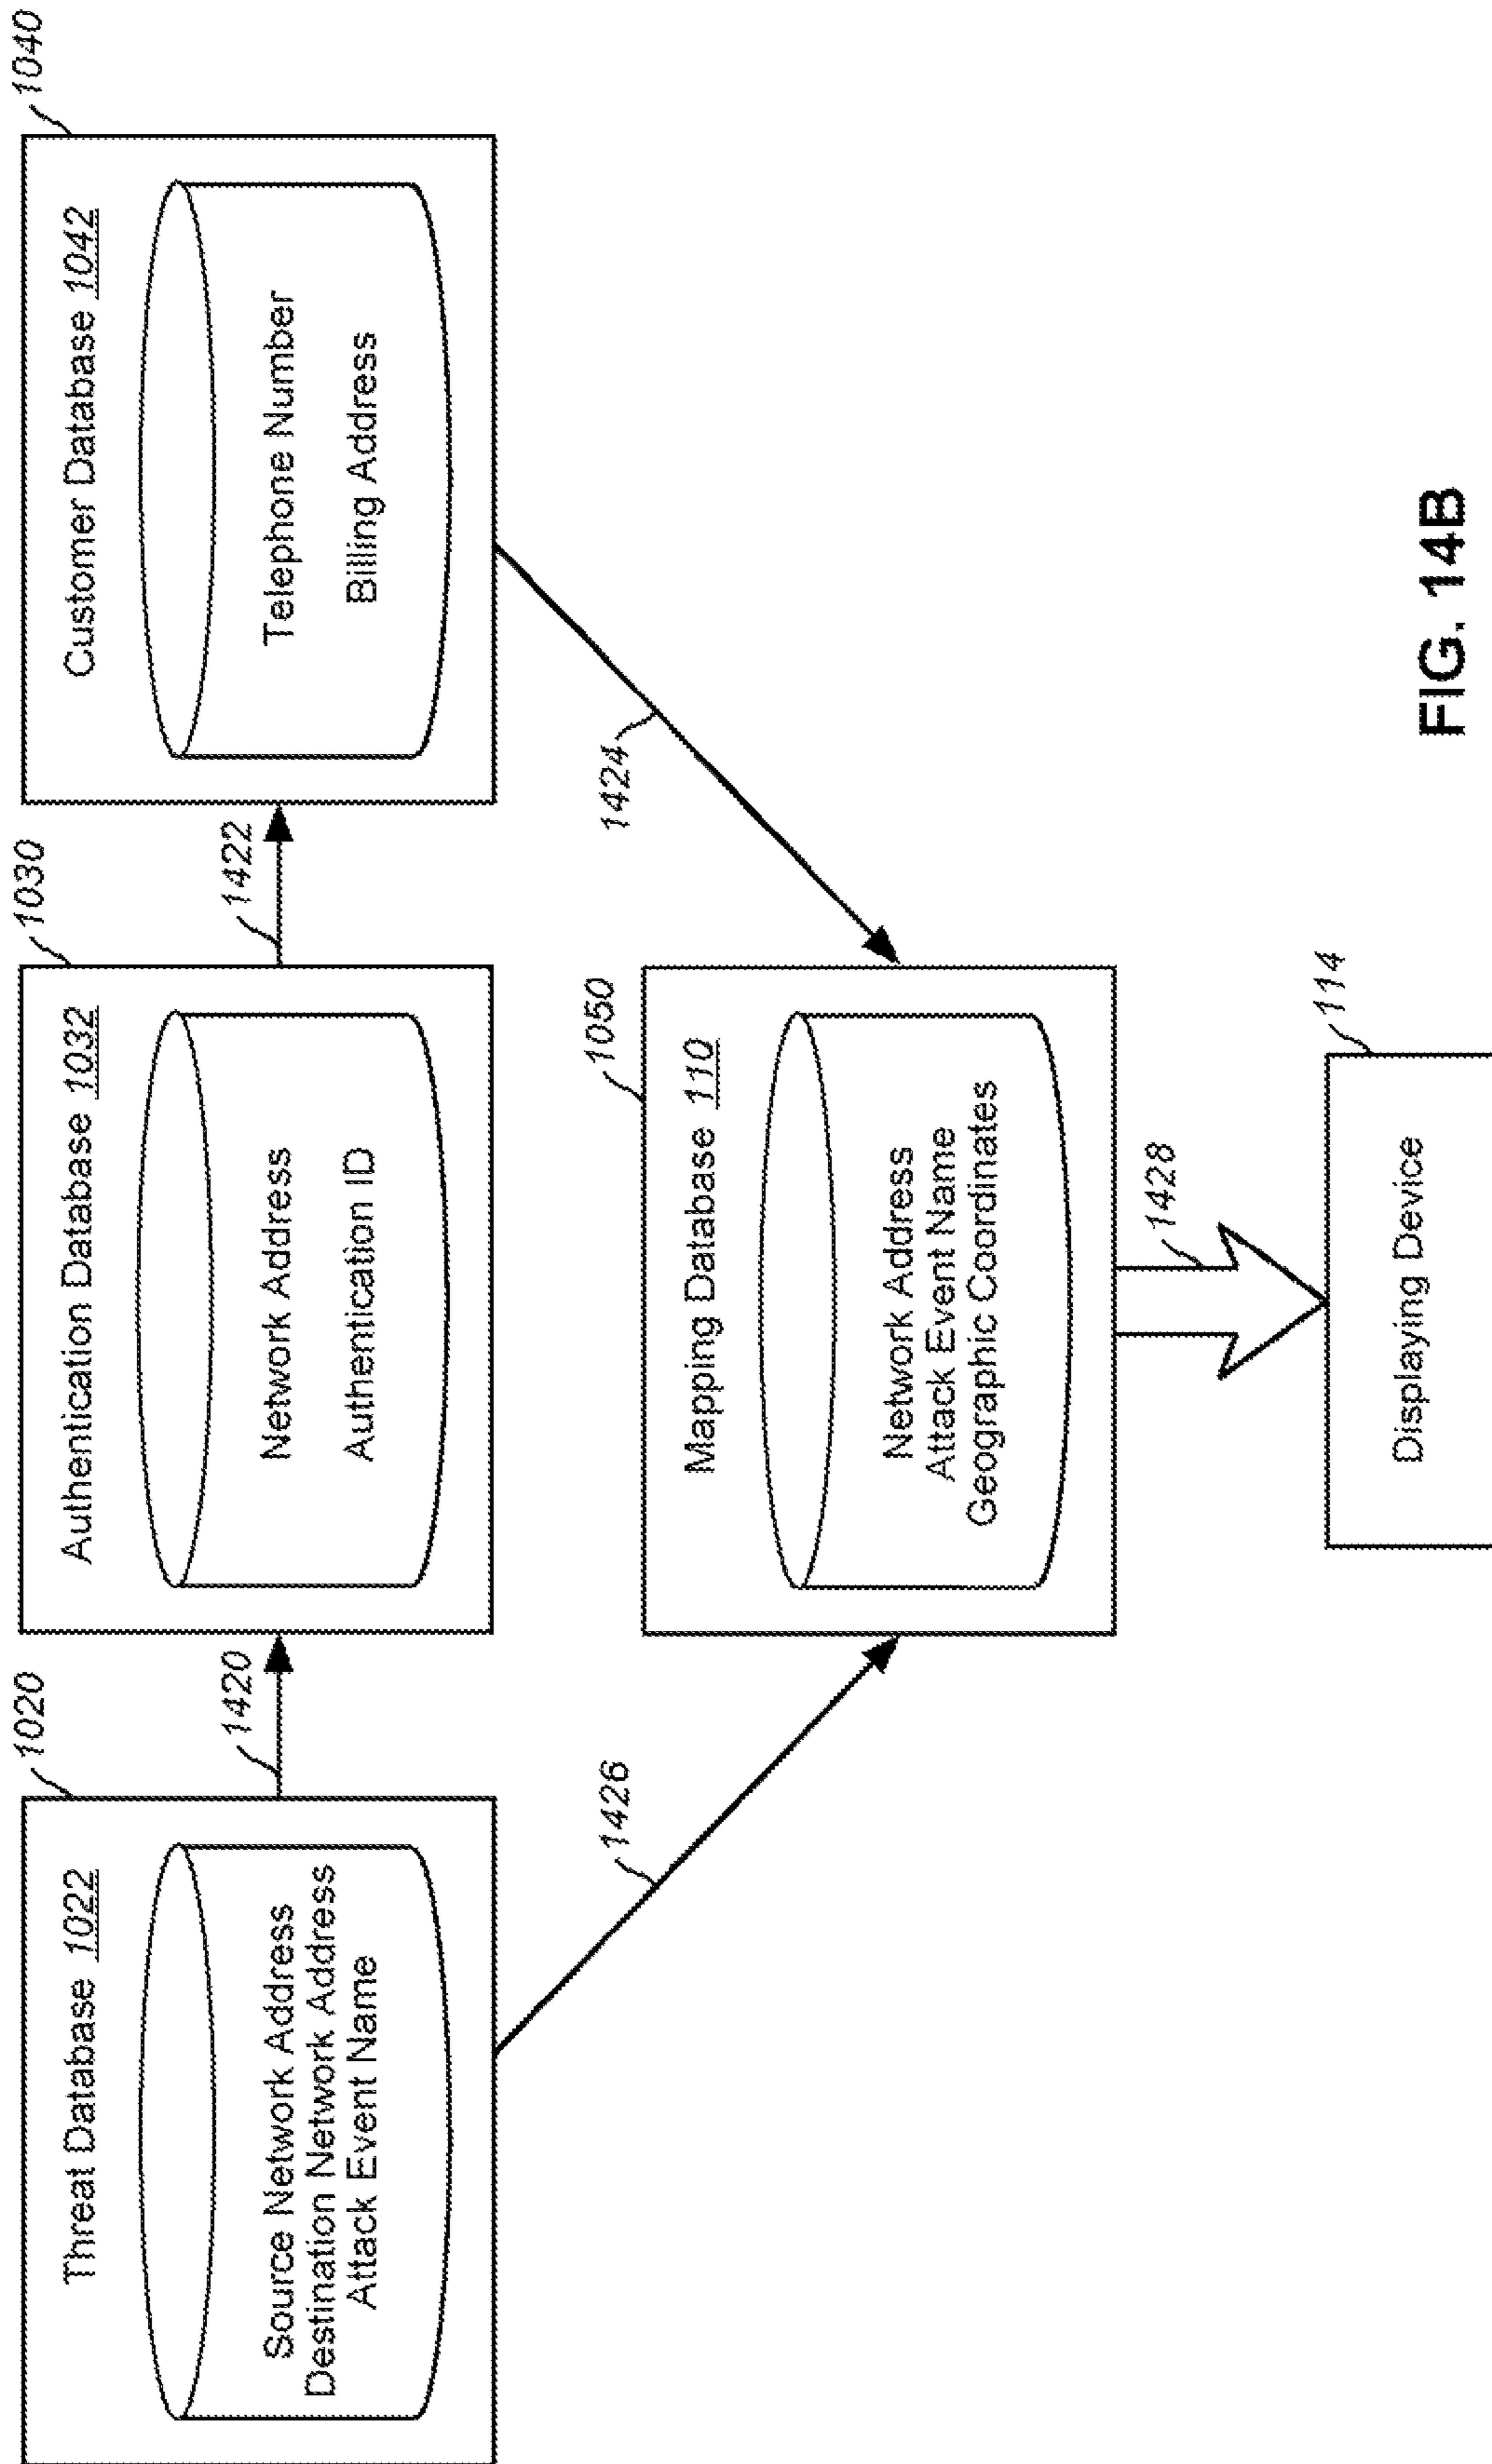 1020
Threat Database 1022
Source Network Address
Destination Network Address
Attack Event Name
1420
1030
Authentication Database 1032
Network Address
Authentication ID
1422
1040
Customer Database 1042
Telephone Number
Billing Address
1426
1424
1050
Mapping Database 110
Network Address
Attack Event Name
Geographic Coordinates
1428
114
Displaying Device
FIG. 14B